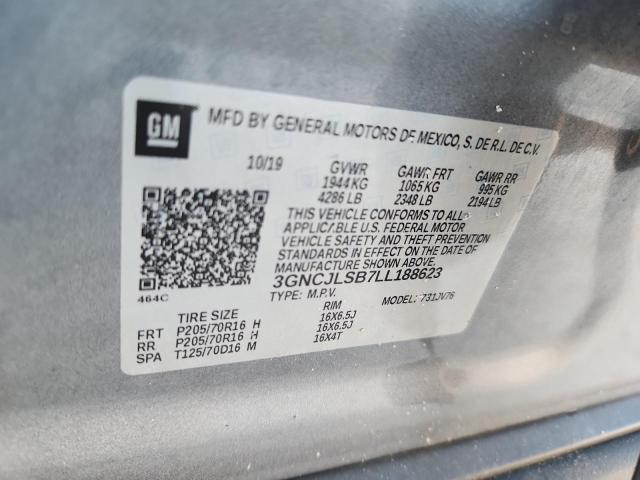 GM MFD BY GENERAL MOTORS DE MEXICO, S. DE R.L. DE C.V.
10/19 GVWR GAWR FRT GAWR RR
1944 KG 1065 KG 995 KG
4286 LB 2348 LB 2194 LB
THIS VEHICLE CONFORMS TO ALL
APPLICABLE U.S. FEDERAL MOTOR
VEHICLE SAFETY AND THEFT PREVENTION
STANDARDS IN EFFECT ON THE DATE OF
MANUFACTURE SHOWN ABOVE.
3GNCJLSB7LL188623
464C TYPE: M.P.V. MODEL: 731JV76
TIRE SIZE RIM
FRT P205/70R16 H 16X6.5J
RR P205/70R16 H 16X6.5J
SPA T125/70D16 M 16X4T